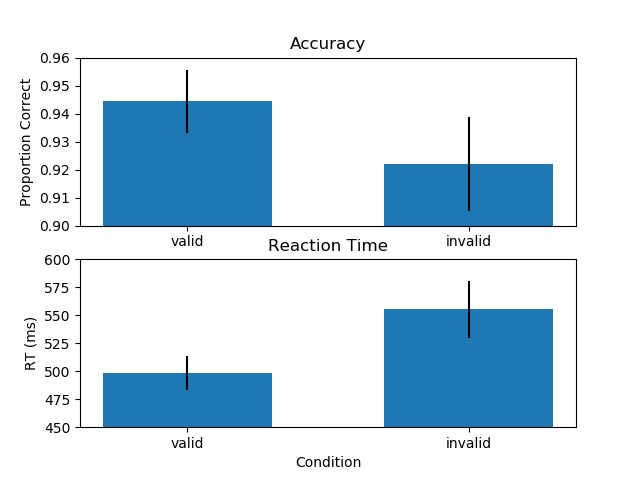 Accuracy
Proportion Correct
0.96
0.95
0.94
0.93
0.92
0.91
0.90
valid invalid
Reaction Time
RT (ms)
600
575
550
525
500
475
450
valid invalid
Condition